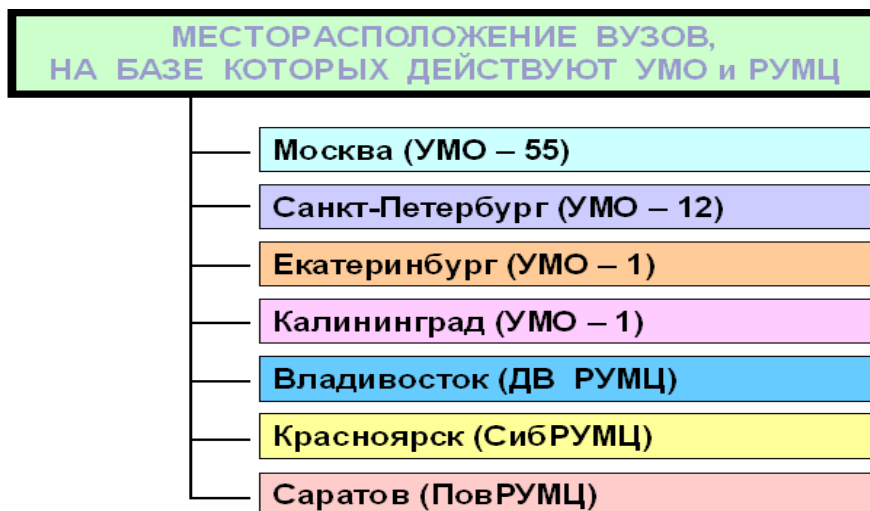 МЕСТОРАСПОЛОЖЕНИЕ ВУЗОВ,
НА БАЗЕ КОТОРЫХ ДЕЙСТВУЮТ УМО и РУМЦ
Москва (УМО – 55)
Санкт-Петербург (УМО – 12)
Екатеринбург (УМО – 1)
Калининград (УМО – 1)
Владивосток (ДВ РУМЦ)
Красноярск (СибРУМЦ)
Саратов (ПовРУМЦ)